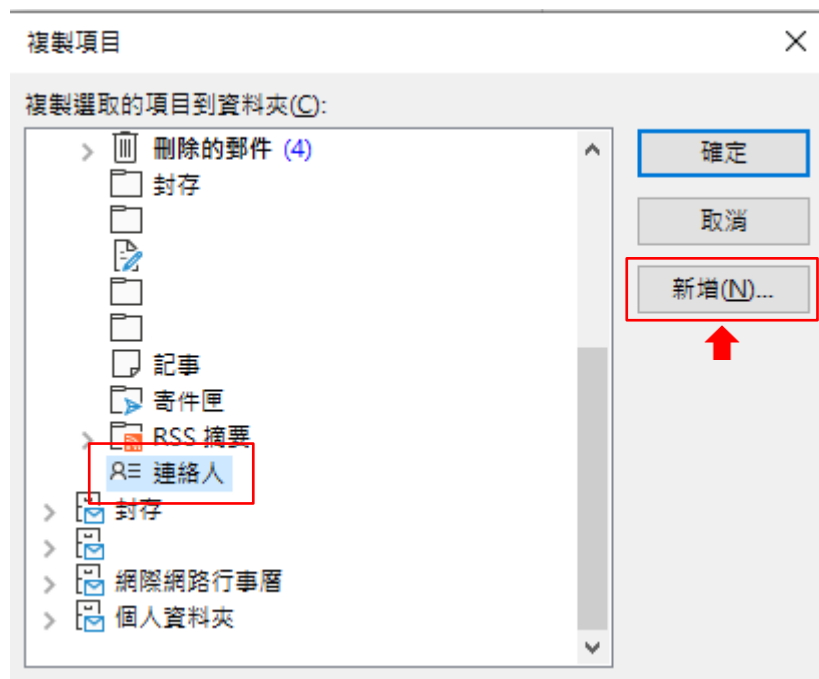 複製項目
複製選取的項目到資料夾(C):
刪除的郵件 (4)
封存
記事
寄件匣
RSS 摘要
連絡人
封存
網際網路行事曆
個人資料夾
確定
取消
新增(N)...